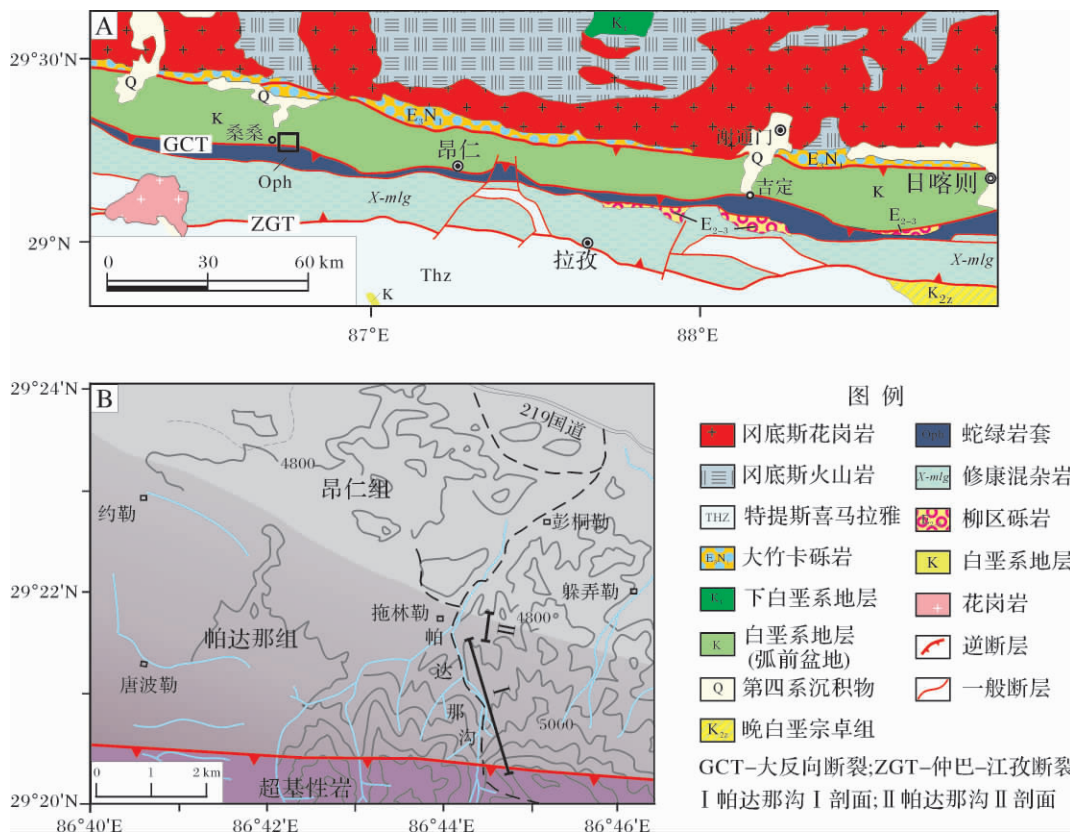 A
29°30'N
29°N
Q
Q
K
桑桑
GCT
Oph
昂仁
X-mlg
ZGT
Thz
K
拉孜
Q
吉定
K
日喀则
E₂₋₃
E₂₋₃
X-mlg
K₂z
0 30 60 km
87°E 88°E
B
29°24'N
29°22'N
29°20'N
219国道
4800
昂仁组
约勒
彭桐勒
躲弄勒
拖林勒
4800
帕达那沟
帕达那组
唐波勒
Ⅱ
Ⅰ
5000
超基性岩
0 1 2 km
86°40' 86°42' 86°44' 86°46'E
图 例
冈底斯花岗岩
冈底斯火山岩
THZ 特提斯喜马拉雅
大竹卡砾岩
下白垩系地层
K 白垩系地层
(弧前盆地)
Q 第四系沉积物
K₂z 晚白垩宗卓组
Oph 蛇绿岩套
X-mlg 修康混杂岩
柳区砾岩
K 白垩系地层
花岗岩
逆断层
一般断层
GCT–大反向断裂;ZGT–仲巴–江孜断裂
Ⅰ帕达那沟Ⅰ剖面;Ⅱ帕达那沟Ⅱ剖面